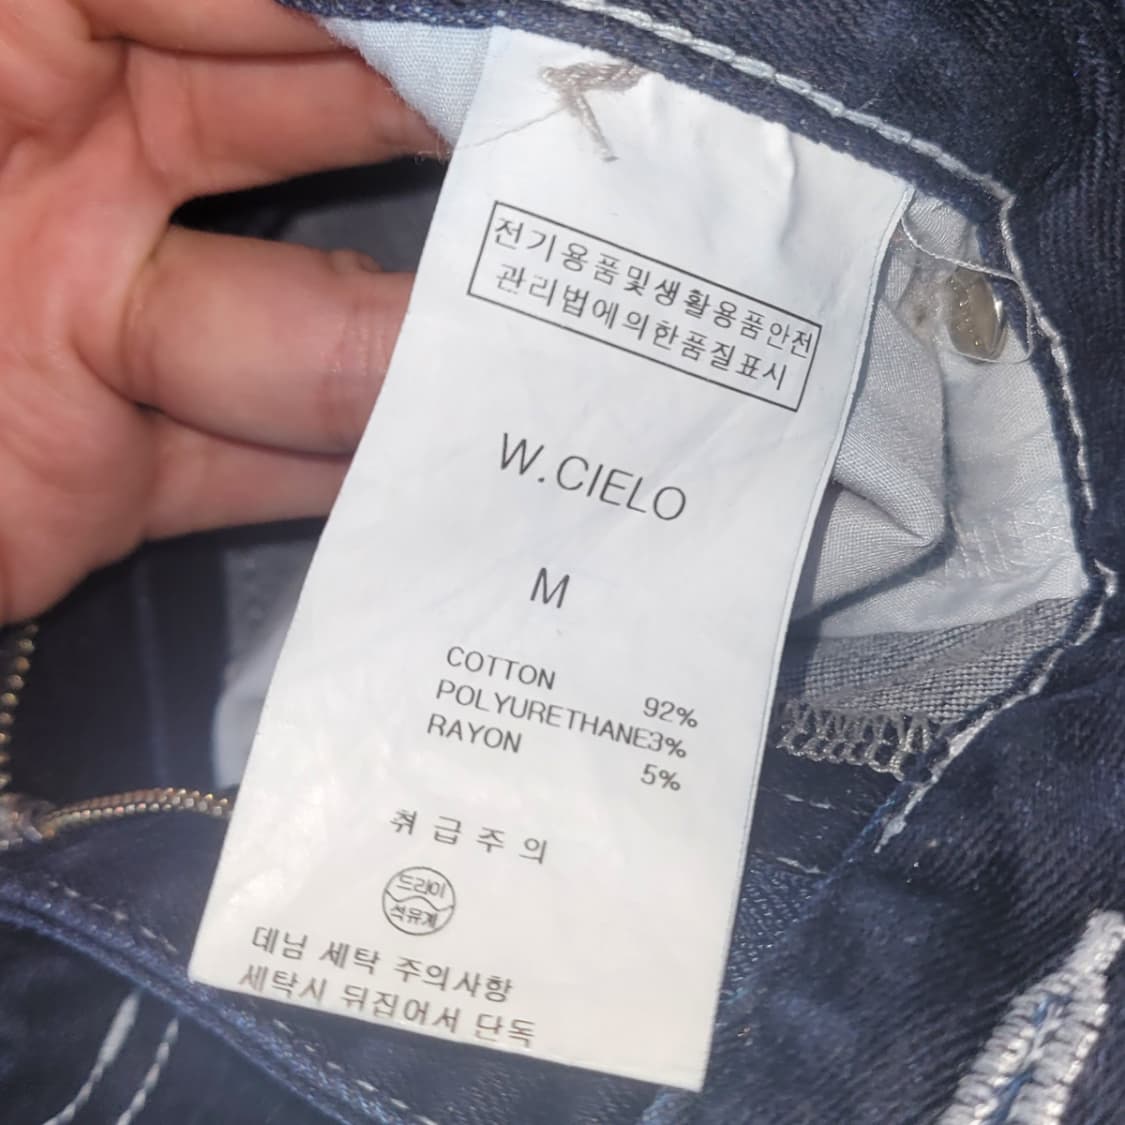 전기용품및생활용품안전
관리법에의한품질표시
W.CIELO
M
COTTON 92%
POLYURETHANE3%
RAYON 5%
취급주의
드라이
석유계
데님 세탁 주의사항
세탁시 뒤집어서 단독